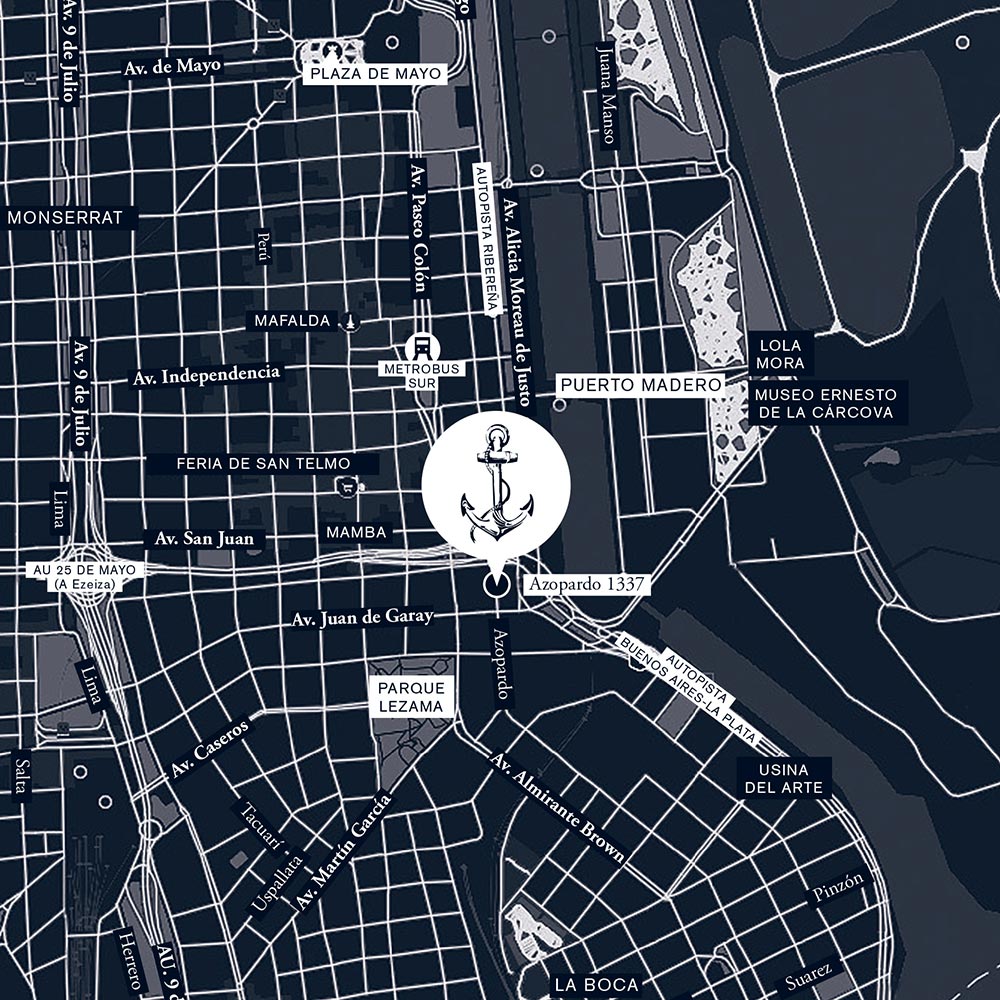 Av. 9 de Julio
Av. de Mayo
PLAZA DE MAYO
Juana Manso
MONSERRAT
Perú
Av. Paseo Colón
AUTOPISTA RIBEREÑA
Av. Alicia Moreau de Justo
MAFALDA
METROBUS
SUR
Av. 9 de Julio
Av. Independencia
PUERTO MADERO
LOLA
MORA
MUSEO ERNESTO
DE LA CÁRCOVA
FERIA DE SAN TELMO
Lima
MAMBA
Av. San Juan
AU 25 DE MAYO
(A Ezeiza)
Azopardo 1337
Av. Juan de Garay
Azopardo
AUTOPISTA
BUENOS AIRES-LA PLATA
Lima
PARQUE
LEZAMA
Av. Caseros
Salta
Av. Almirante Brown
USINA
DEL ARTE
Tacuarí
Uspallata
Av. Martín García
Pinzón
Herrero
AU. 9 d
LA BOCA
Suarez